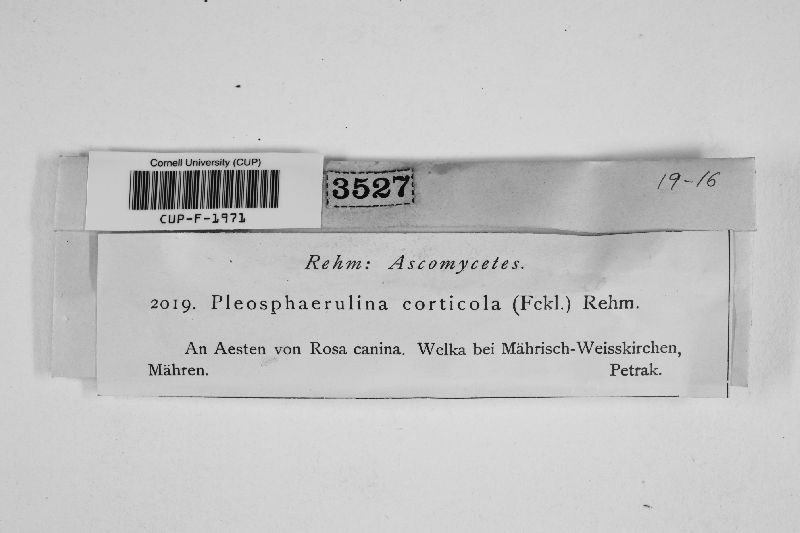 Cornell University (CUP)
CUP-F-1971
3527
19-16
Rehm: Ascomycetes.
2019. Pleosphaerulina corticola (Fckl.) Rehm.
An Aesten von Rosa canina. Welka bei Mährisch-Weisskirchen,
Mähren. Petrak.